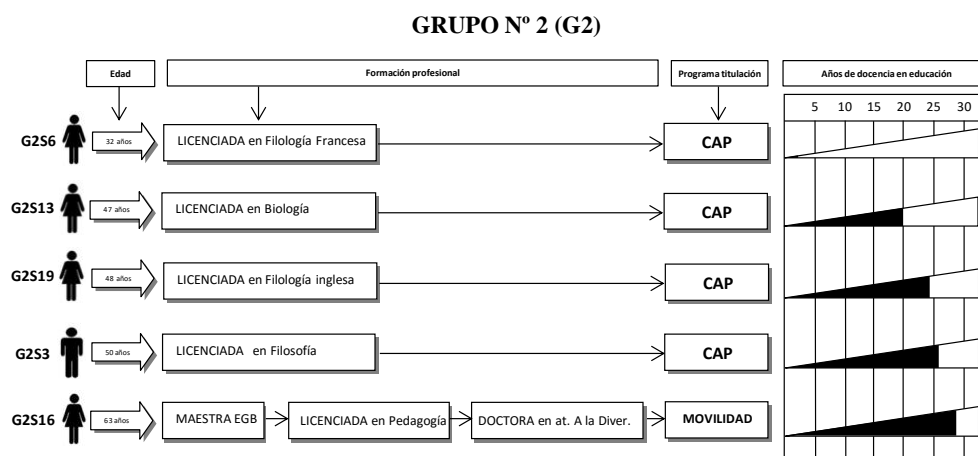 GRUPO Nº 2 (G2)
Edad
Formación profesional
Programa titulación
Años de docencia en educación
5 10 15 20 25 30
G2S6 32 años LICENCIADA en Filología Francesa CAP
G2S13 47 años LICENCIADA en Biología CAP
G2S19 48 años LICENCIADA en Filología inglesa CAP
G2S3 50 años LICENCIADA en Filosofía CAP
G2S16 63 años MAESTRA EGB LICENCIADA en Pedagogía DOCTORA en at. A la Diver. MOVILIDAD